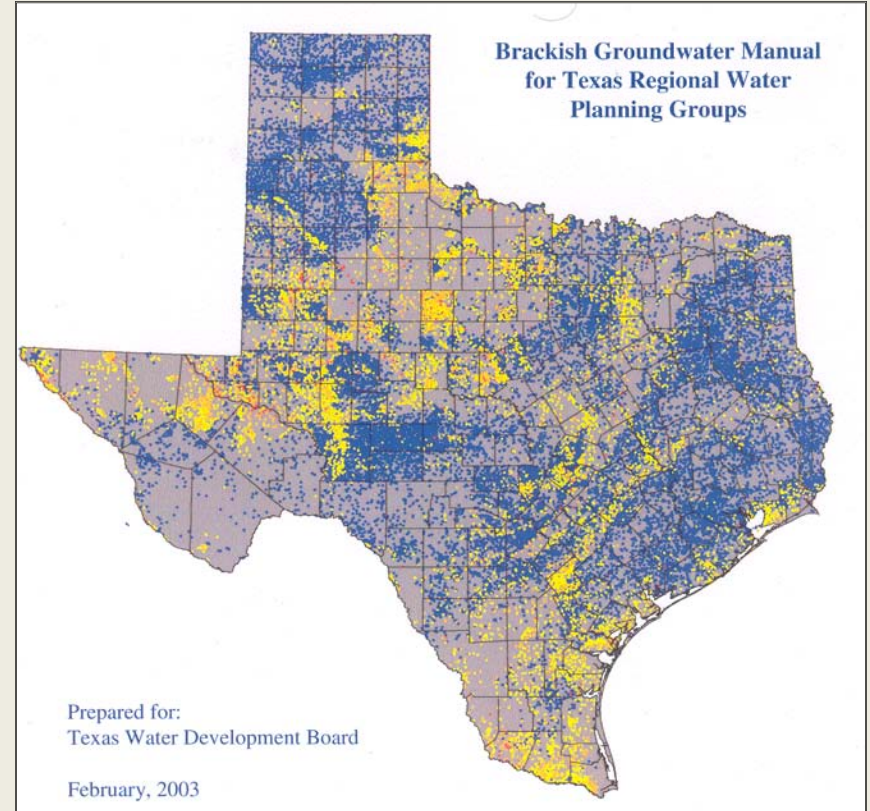 Brackish Groundwater Manual
for Texas Regional Water
Planning Groups
Prepared for:
Texas Water Development Board
February, 2003